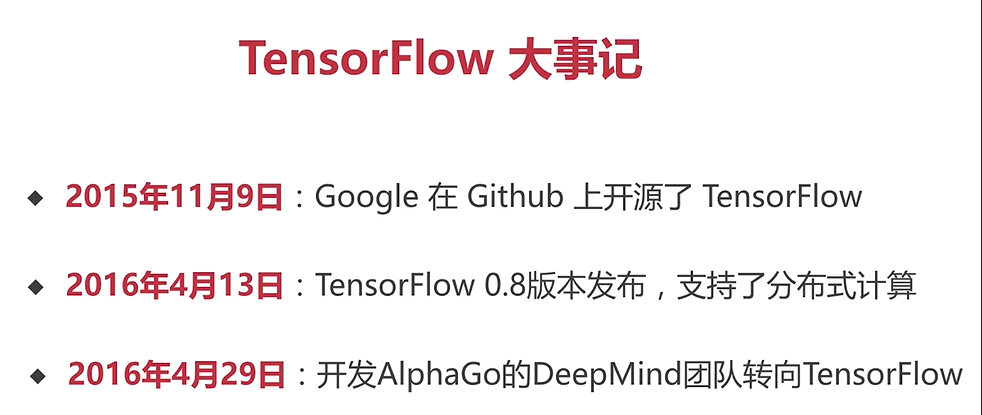 TensorFlow 大事记
◆ 2015年11月9日：Google 在 Github 上开源了 TensorFlow
◆ 2016年4月13日：TensorFlow 0.8版本发布，支持了分布式计算
◆ 2016年4月29日：开发AlphaGo的DeepMind团队转向TensorFlow